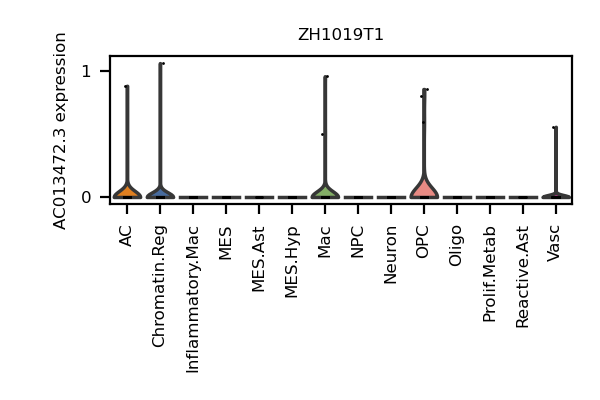 ZH1019T1
AC013472.3 expression
1
0
AC
Chromatin.Reg
Inflammatory.Mac
MES
MES.Ast
MES.Hyp
Mac
NPC
Neuron
OPC
Oligo
Prolif.Metab
Reactive.Ast
Vasc